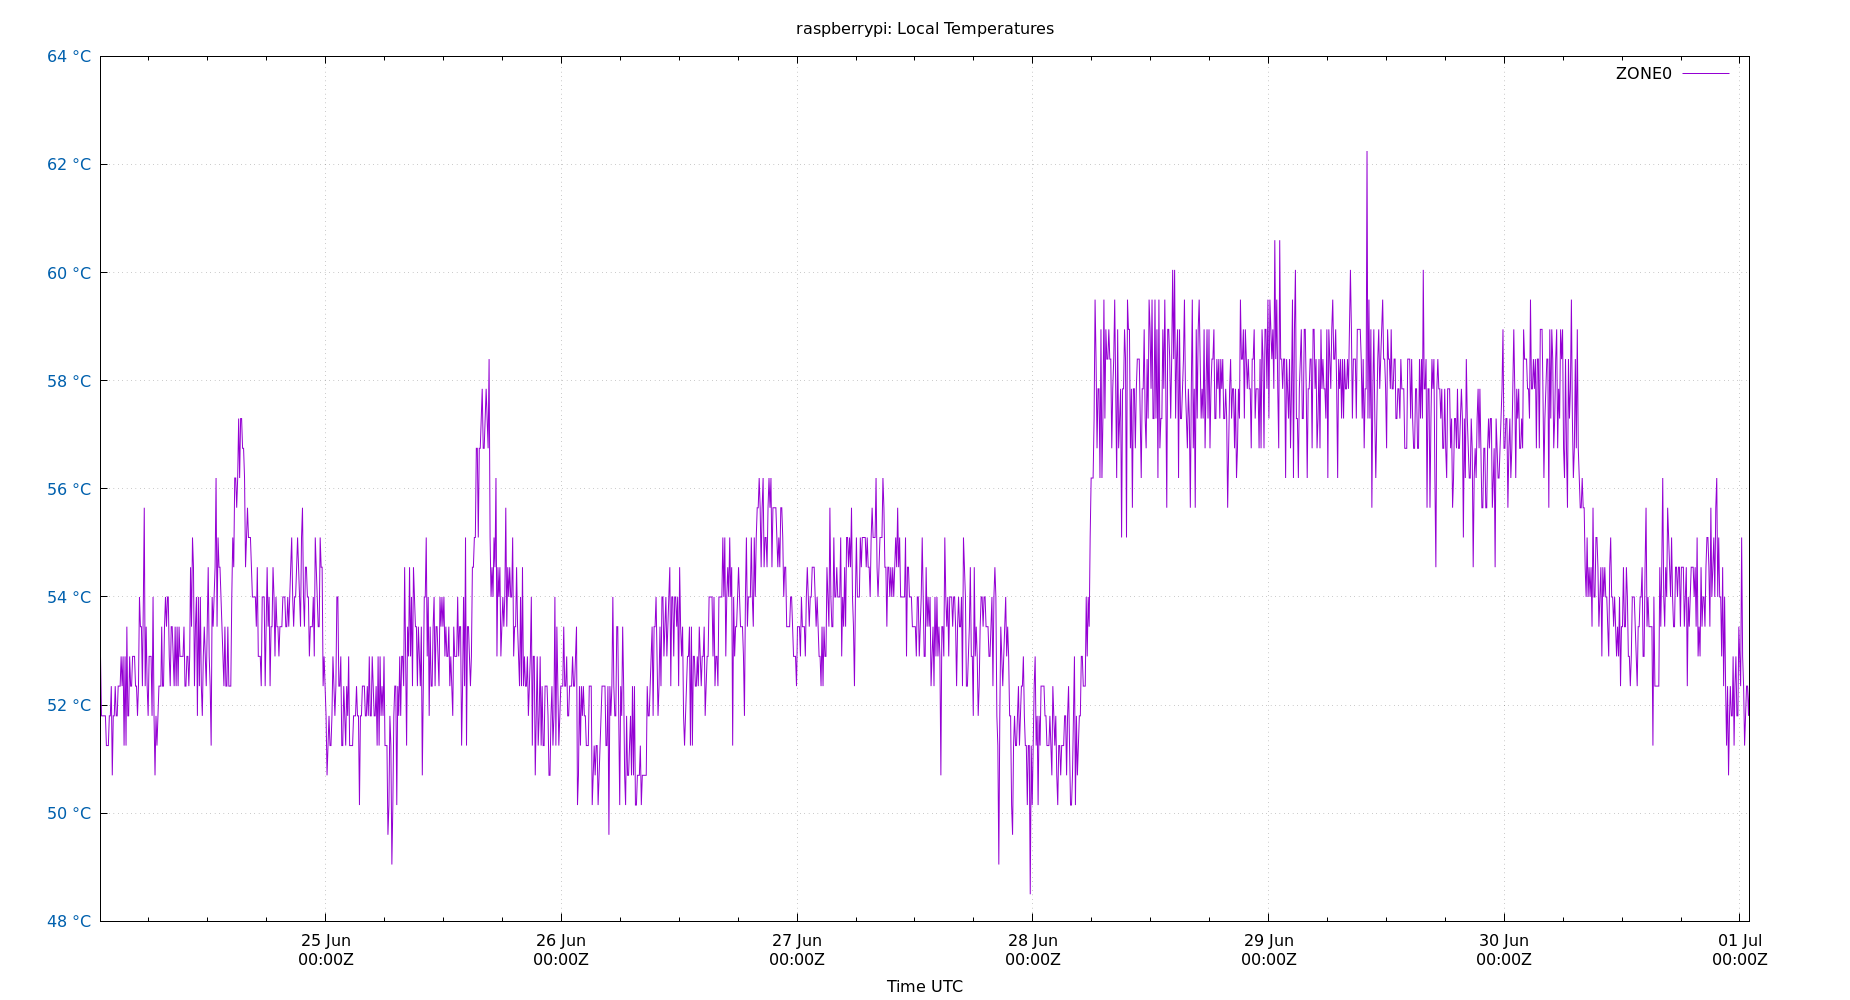 raspberrypi: Local Temperatures
64 °C
ZONE0
62 °C
60 °C
58 °C
56 °C
54 °C
52 °C
50 °C
48 °C
25 Jun 26 Jun 27 Jun 28 Jun 29 Jun 30 Jun 01 Jul
00:00Z 00:00Z 00:00Z 00:00Z 00:00Z 00:00Z 00:00Z
Time UTC